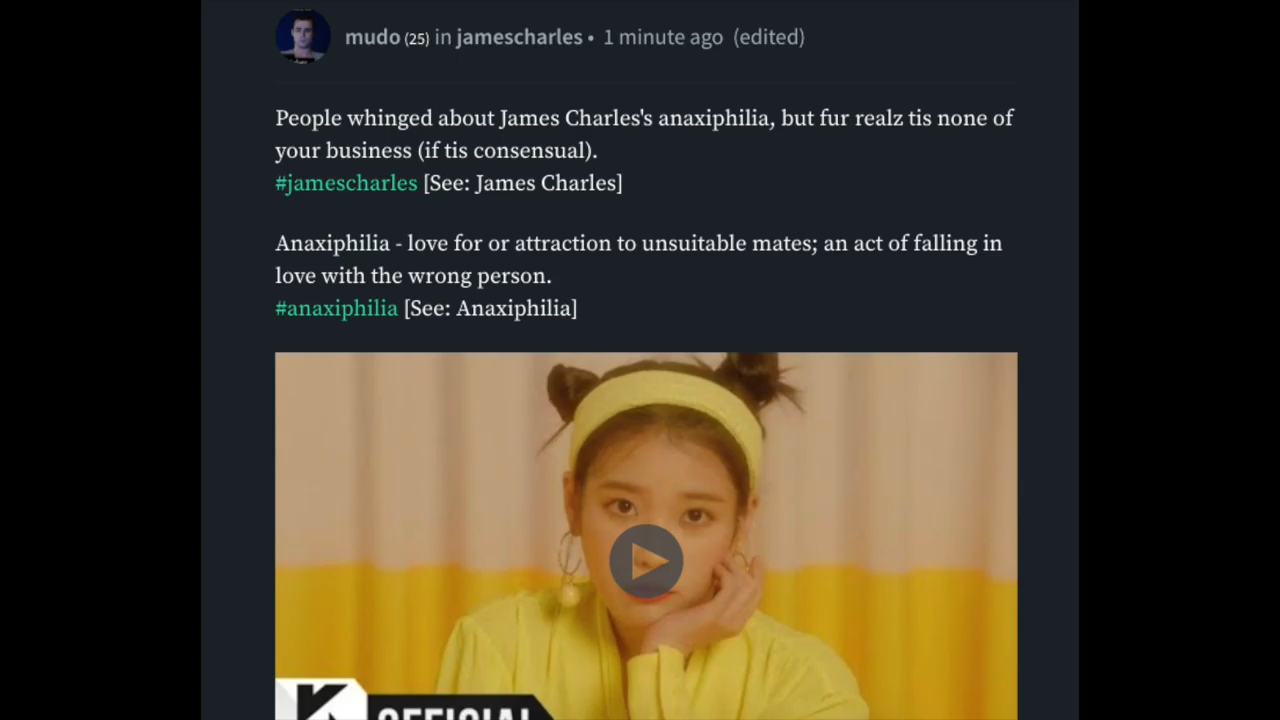 mudo (25) in jamescharles • 1 minute ago (edited)
People whinged about James Charles's anaxiphilia, but fur realz tis none of
your business (if tis consensual).
#jamescharles [See: James Charles]
Anaxiphilia - love for or attraction to unsuitable mates; an act of falling in
love with the wrong person.
#anaxiphilia [See: Anaxiphilia]
OFFICIAL